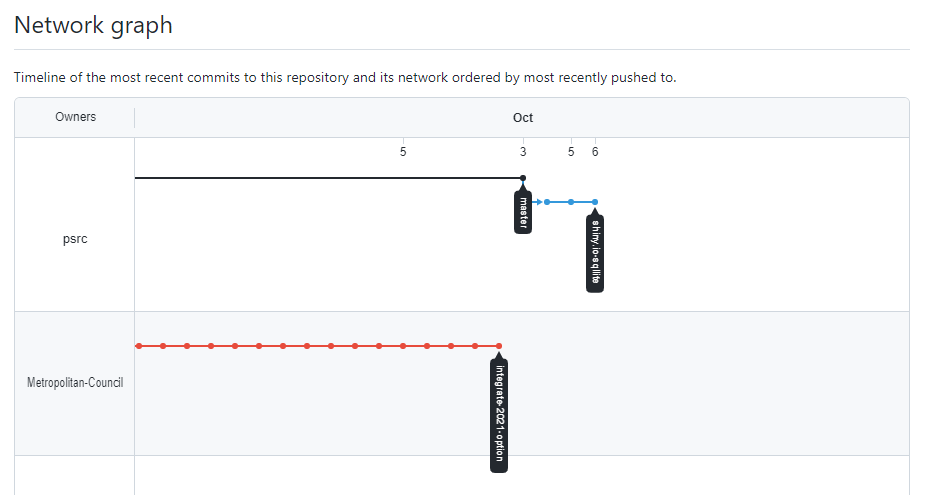 Network graph
Timeline of the most recent commits to this repository and its network ordered by most recently pushed to.
Owners
Oct
5
3
5
6
psrc
master
shiny.io-sqllite
Metropolitan-Council
integrate-2021-option